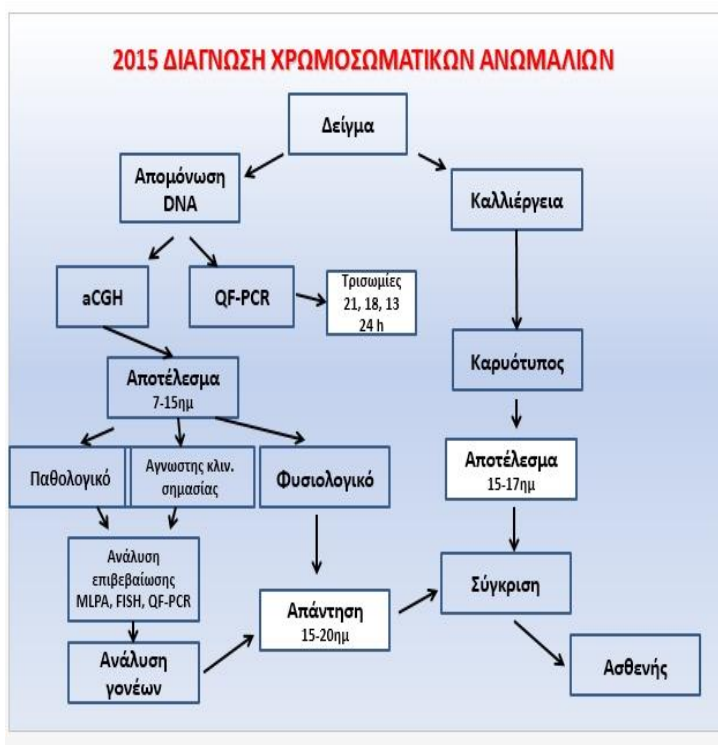 2015 ΔΙΑΓΝΩΣΗ ΧΡΩΜΟΣΩΜΑΤΙΚΩΝ ΑΝΩΜΑΛΙΩΝ
Δείγμα
Απομόνωση
DNA
Καλλιέργεια
aCGH
QF-PCR
Τρισωμίες
21, 18, 13
24 h
Καρυότυπος
Αποτέλεσμα
7-15ημ
Παθολογικό
Αγνωστης κλιν.
σημασίας
Φυσιολογικό
Αποτέλεσμα
15-17ημ
Ανάλυση
επιβεβαίωσης
MLPA, FISH, QF-PCR
Απάντηση
15-20ημ
Σύγκριση
Ανάλυση
γονέων
Ασθενής